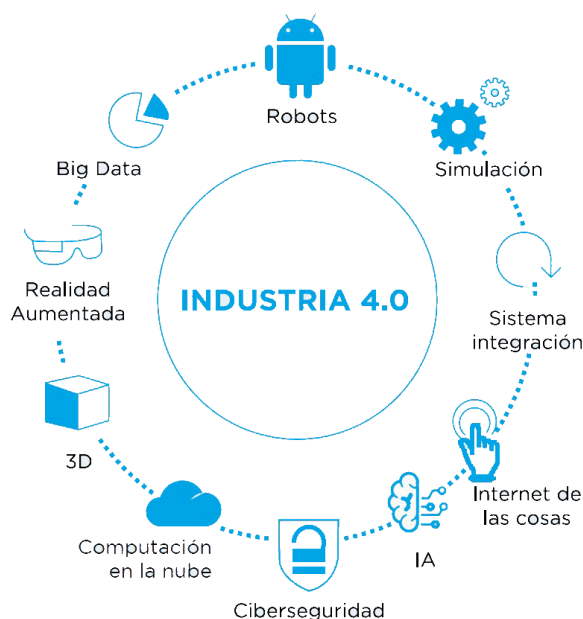 Robots
Simulación
Sistema
integración
Internet de
las cosas
IA
Ciberseguridad
Computación
en la nube
3D
Realidad
Aumentada
Big Data
INDUSTRIA 4.0